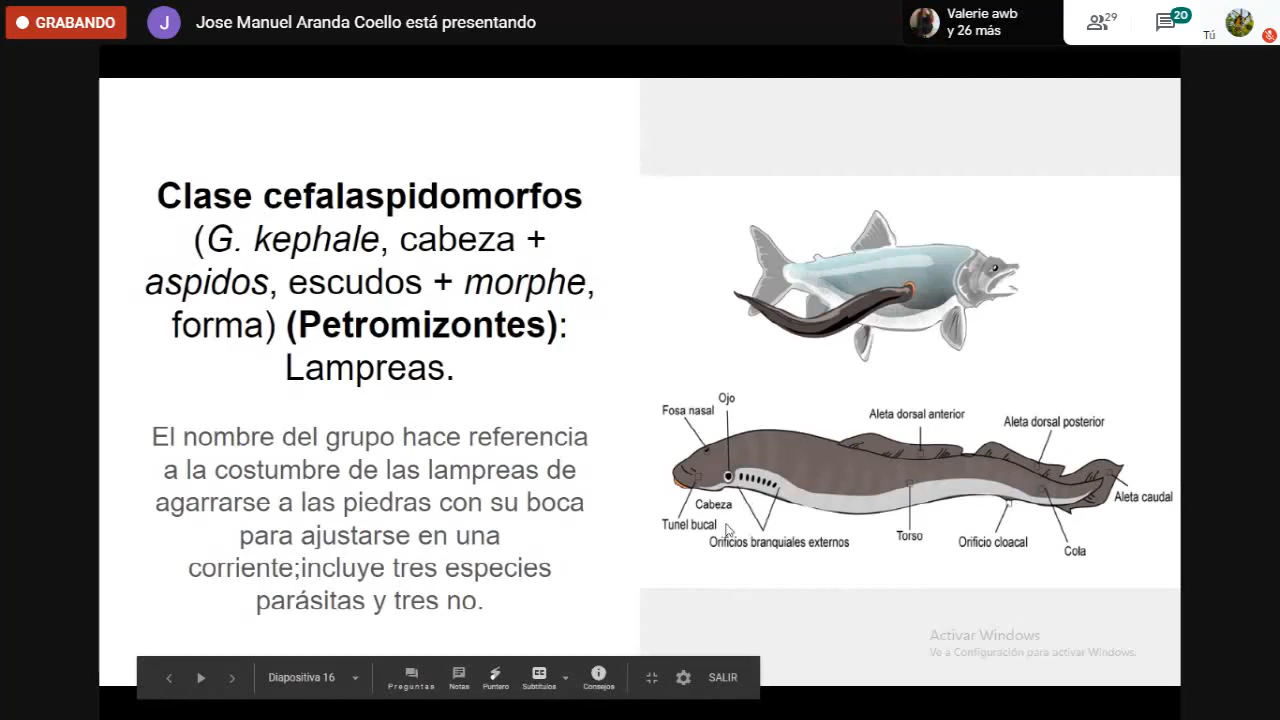 GRABANDO
J
Jose Manuel Aranda Coello está presentando
Valerie awb
y 26 más
29
20
Tú
Clase cefalaspidomorfos
(G. kephale, cabeza +
aspidos, escudos + morphe,
forma) (Petromizontes):
Lampreas.
El nombre del grupo hace referencia
a la costumbre de las lampreas de
agarrarse a las piedras con su boca
para ajustarse en una
corriente;incluye tres especies
parásitas y tres no.
Ojo
Fosa nasal
Aleta dorsal anterior
Aleta dorsal posterior
Aleta caudal
Cabeza
Tunel bucal
Orificios branquiales externos
Torso
Orificio cloacal
Cola
Activar Windows
Ve a Configuración para activar Windows.
Diapositiva 16
Preguntas
Notas
Puntero
CC
Subtítulos
Consejos
SALIR